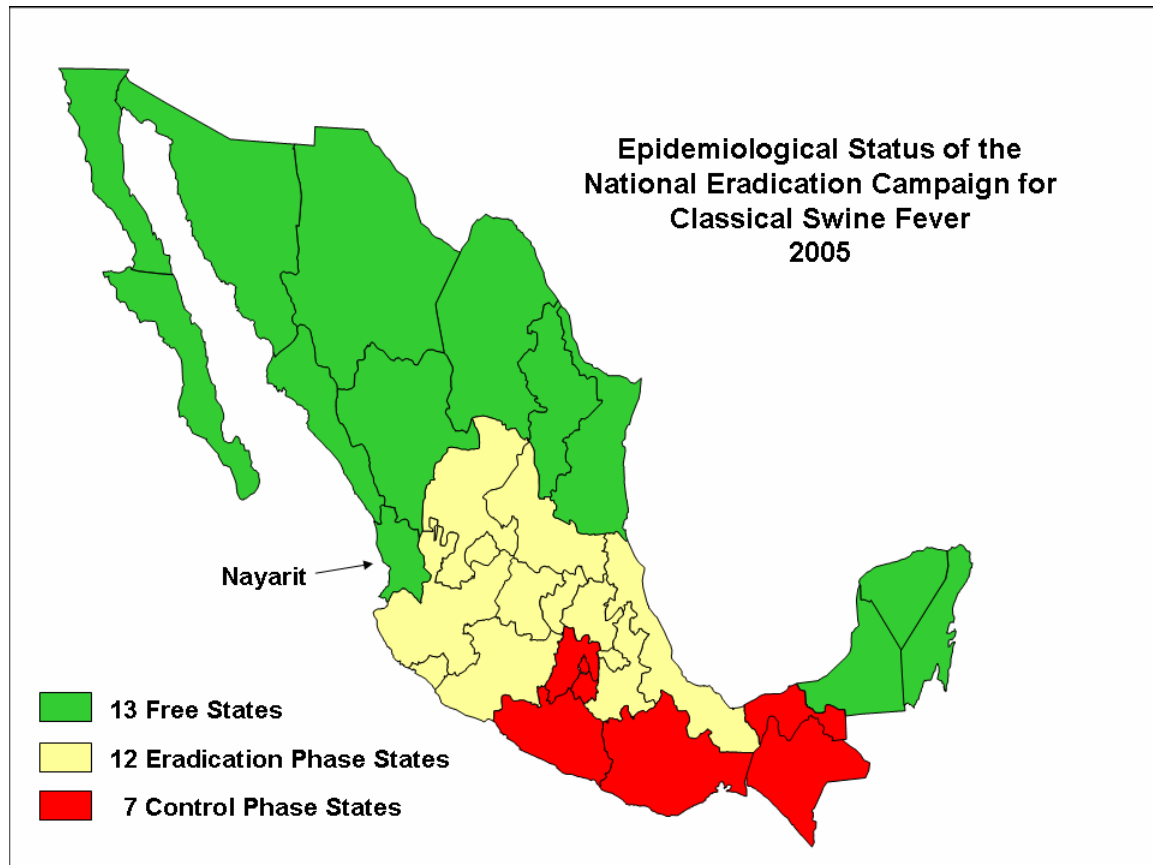 Epidemiological Status of the
National Eradication Campaign for
Classical Swine Fever
2005
Nayarit
13 Free States
12 Eradication Phase States
7 Control Phase States